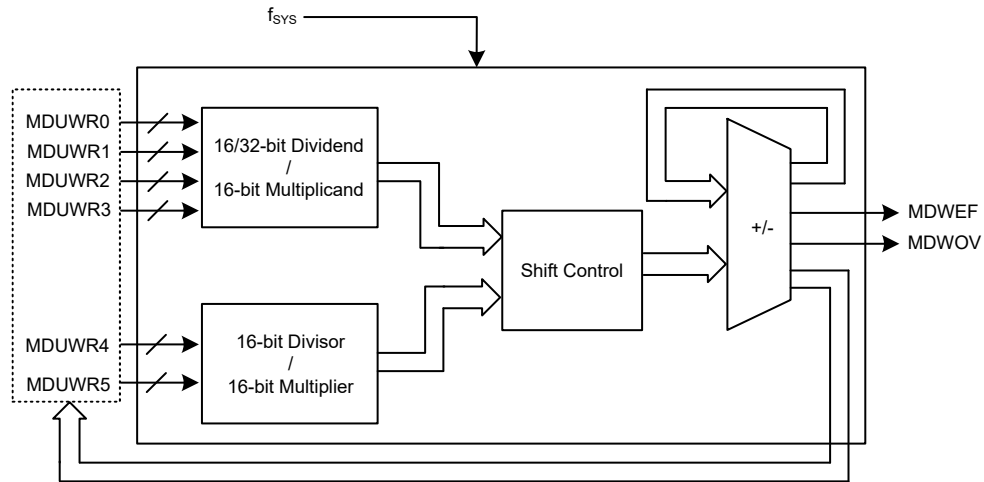 fSYS
MDUWR0
MDUWR1
MDUWR2
MDUWR3
MDUWR4
MDUWR5
16/32-bit Dividend
/
16-bit Multiplicand
16-bit Divisor
/
16-bit Multiplier
Shift Control
+/-
MDWEF
MDWOV